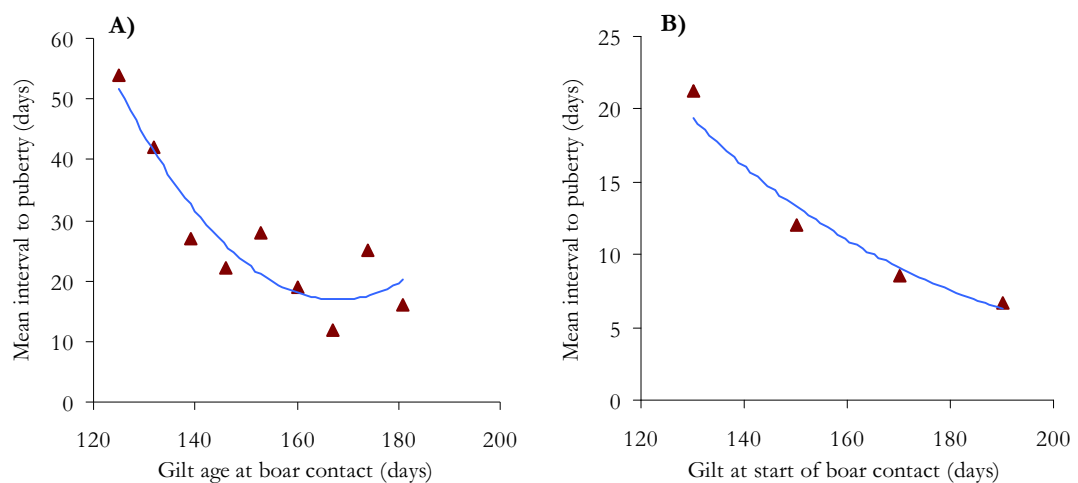 A)
Mean interval to puberty (days)
60
50
40
30
20
10
0
120 140 160 180 200
Gilt age at boar contact (days)
B)
Mean interval to puberty (days)
25
20
15
10
5
0
120 140 160 180 200
Gilt at start of boar contact (days)